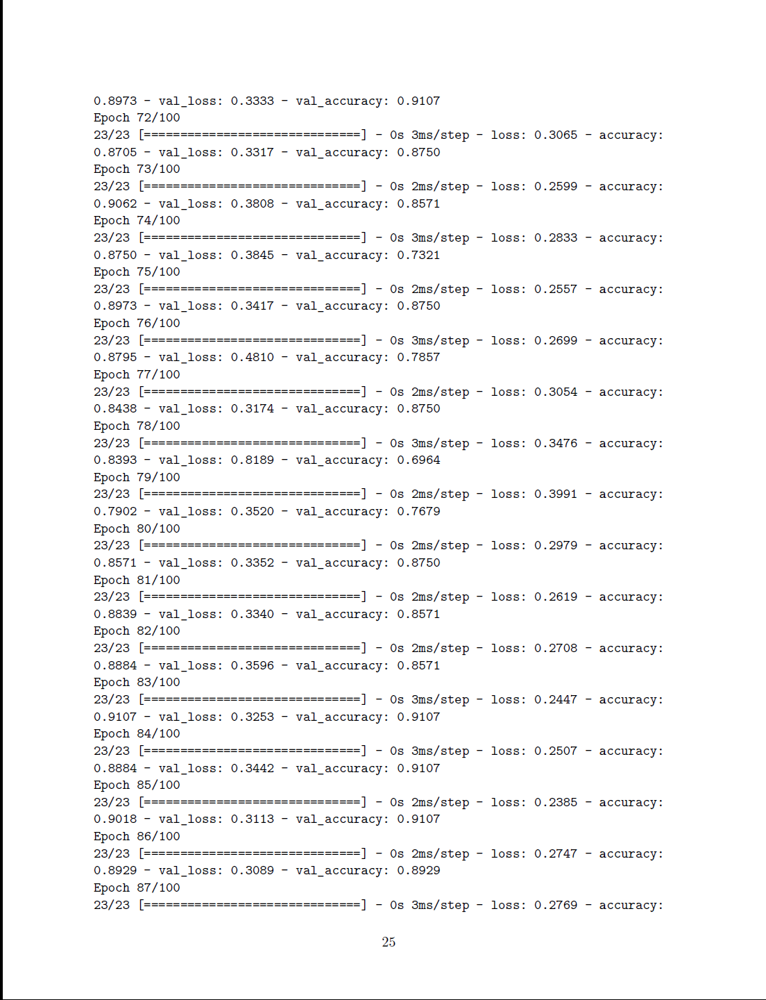 0.8973 - val_loss: 0.3333 - val_accuracy: 0.9107
Epoch 72/100
23/23 [==============================] - 0s 3ms/step - loss: 0.3065 - accuracy:
0.8705 - val_loss: 0.3317 - val_accuracy: 0.8750
Epoch 73/100
23/23 [==============================] - 0s 2ms/step - loss: 0.2599 - accuracy:
0.9062 - val_loss: 0.3808 - val_accuracy: 0.8571
Epoch 74/100
23/23 [==============================] - 0s 3ms/step - loss: 0.2833 - accuracy:
0.8750 - val_loss: 0.3845 - val_accuracy: 0.7321
Epoch 75/100
23/23 [==============================] - 0s 2ms/step - loss: 0.2557 - accuracy:
0.8973 - val_loss: 0.3417 - val_accuracy: 0.8750
Epoch 76/100
23/23 [==============================] - 0s 3ms/step - loss: 0.2699 - accuracy:
0.8795 - val_loss: 0.4810 - val_accuracy: 0.7857
Epoch 77/100
23/23 [==============================] - 0s 2ms/step - loss: 0.3054 - accuracy:
0.8438 - val_loss: 0.3174 - val_accuracy: 0.8750
Epoch 78/100
23/23 [==============================] - 0s 3ms/step - loss: 0.3476 - accuracy:
0.8393 - val_loss: 0.8189 - val_accuracy: 0.6964
Epoch 79/100
23/23 [==============================] - 0s 2ms/step - loss: 0.3991 - accuracy:
0.7902 - val_loss: 0.3520 - val_accuracy: 0.7679
Epoch 80/100
23/23 [==============================] - 0s 2ms/step - loss: 0.2979 - accuracy:
0.8571 - val_loss: 0.3352 - val_accuracy: 0.8750
Epoch 81/100
23/23 [==============================] - 0s 2ms/step - loss: 0.2619 - accuracy:
0.8839 - val_loss: 0.3340 - val_accuracy: 0.8571
Epoch 82/100
23/23 [==============================] - 0s 2ms/step - loss: 0.2708 - accuracy:
0.8884 - val_loss: 0.3596 - val_accuracy: 0.8571
Epoch 83/100
23/23 [==============================] - 0s 3ms/step - loss: 0.2447 - accuracy:
0.9107 - val_loss: 0.3253 - val_accuracy: 0.9107
Epoch 84/100
23/23 [==============================] - 0s 3ms/step - loss: 0.2507 - accuracy:
0.8884 - val_loss: 0.3442 - val_accuracy: 0.9107
Epoch 85/100
23/23 [==============================] - 0s 2ms/step - loss: 0.2385 - accuracy:
0.9018 - val_loss: 0.3113 - val_accuracy: 0.9107
Epoch 86/100
23/23 [==============================] - 0s 2ms/step - loss: 0.2747 - accuracy:
0.8929 - val_loss: 0.3089 - val_accuracy: 0.8929
Epoch 87/100
23/23 [==============================] - 0s 3ms/step - loss: 0.2769 - accuracy:
25